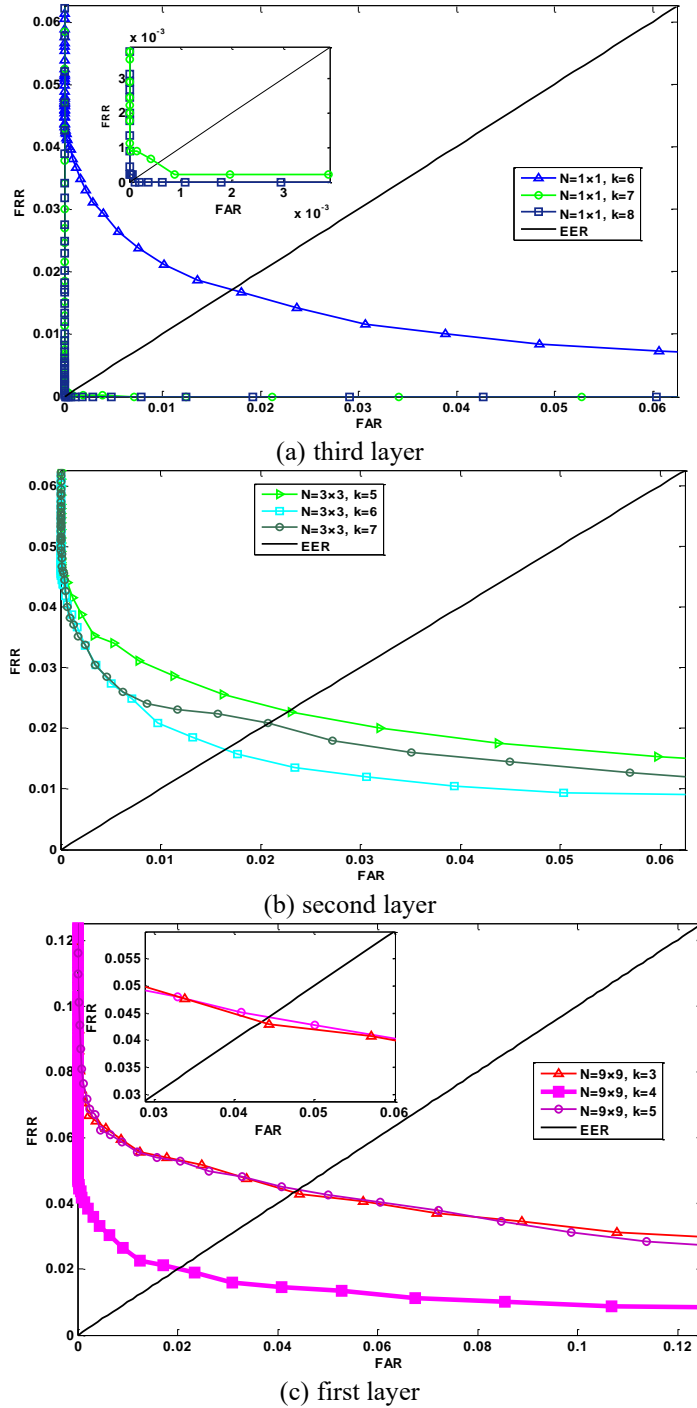 x 10⁻³
0.06
0.05
0.04
0.03
0.02
0.01
0
FRR
3
2
1
0
FRR
0 1 2 3
FAR
x 10⁻³
N=1×1, k=6
N=1×1, k=7
N=1×1, k=8
EER
0 0.01 0.02 0.03 0.04 0.05 0.06
FAR
(a) third layer
0.06
0.05
0.04
0.03
0.02
0.01
0
FRR
N=3×3, k=5
N=3×3, k=6
N=3×3, k=7
EER
0 0.01 0.02 0.03 0.04 0.05 0.06
FAR
(b) second layer
0.12
0.1
0.08
0.06
0.04
0.02
0
FRR
0.055
0.05
0.045
0.04
0.035
0.03
FRR
0.03 0.04 0.05 0.06
FAR
N=9×9, k=3
N=9×9, k=4
N=9×9, k=5
EER
0 0.02 0.04 0.06 0.08 0.1 0.12
FAR
(c) first layer